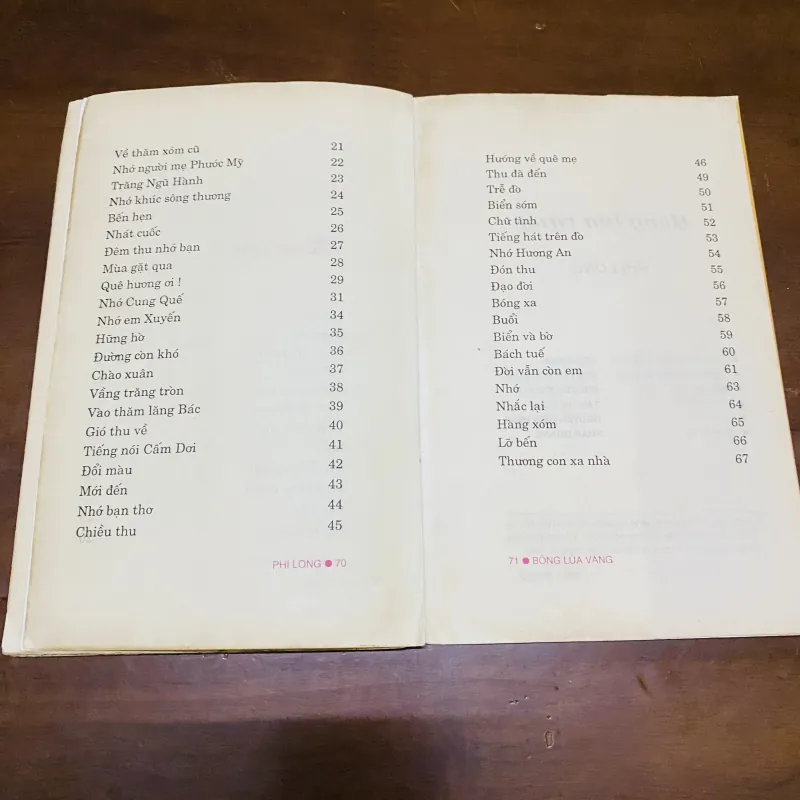 Về thăm xóm cũ 21
Nhớ người mẹ Phước Mỹ 22
Trăng Ngũ Hành 23
Nhớ khúc sông thương 24
Bến hẹn 25
Nhát cuốc 26
Đêm thu nhớ bạn 27
Mùa gặt qua 28
Quê hương ơi ! 29
Nhớ Cung Quế 31
Nhớ em Xuyến 34
Hững hờ 35
Đường còn khó 36
Chào xuân 37
Vầng trăng tròn 38
Vào thăm lăng Bác 39
Gió thu về 40
Tiếng nói Cấm Dơi 41
Đổi màu 42
Mới đến 43
Nhớ bạn thơ 44
Chiều thu 45
PHI LONG ● 70
Hướng về quê mẹ 46
Thu đã đến 49
Trễ đò 50
Biển sớm 51
Chữ tình 52
Tiếng hát trên đò 53
Nhớ Hương An 54
Đón thu 55
Đạo đời 56
Bóng xa 57
Buổi 58
Biển và bờ 59
Bách tuế 60
Đời vẫn còn em 61
Nhớ 63
Nhắc lại 64
Hàng xóm 65
Lỡ bến 66
Thương con xa nhà 67
71 ● BÔNG LÚA VÀNG